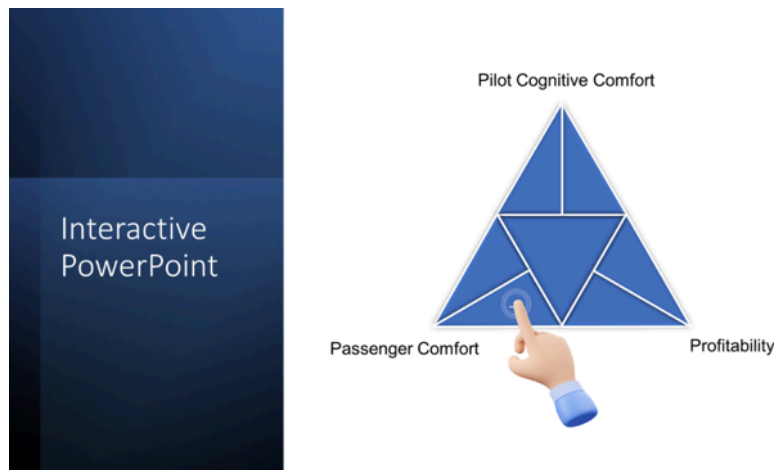 Interactive
PowerPoint
Pilot Cognitive Comfort
Passenger Comfort
Profitability